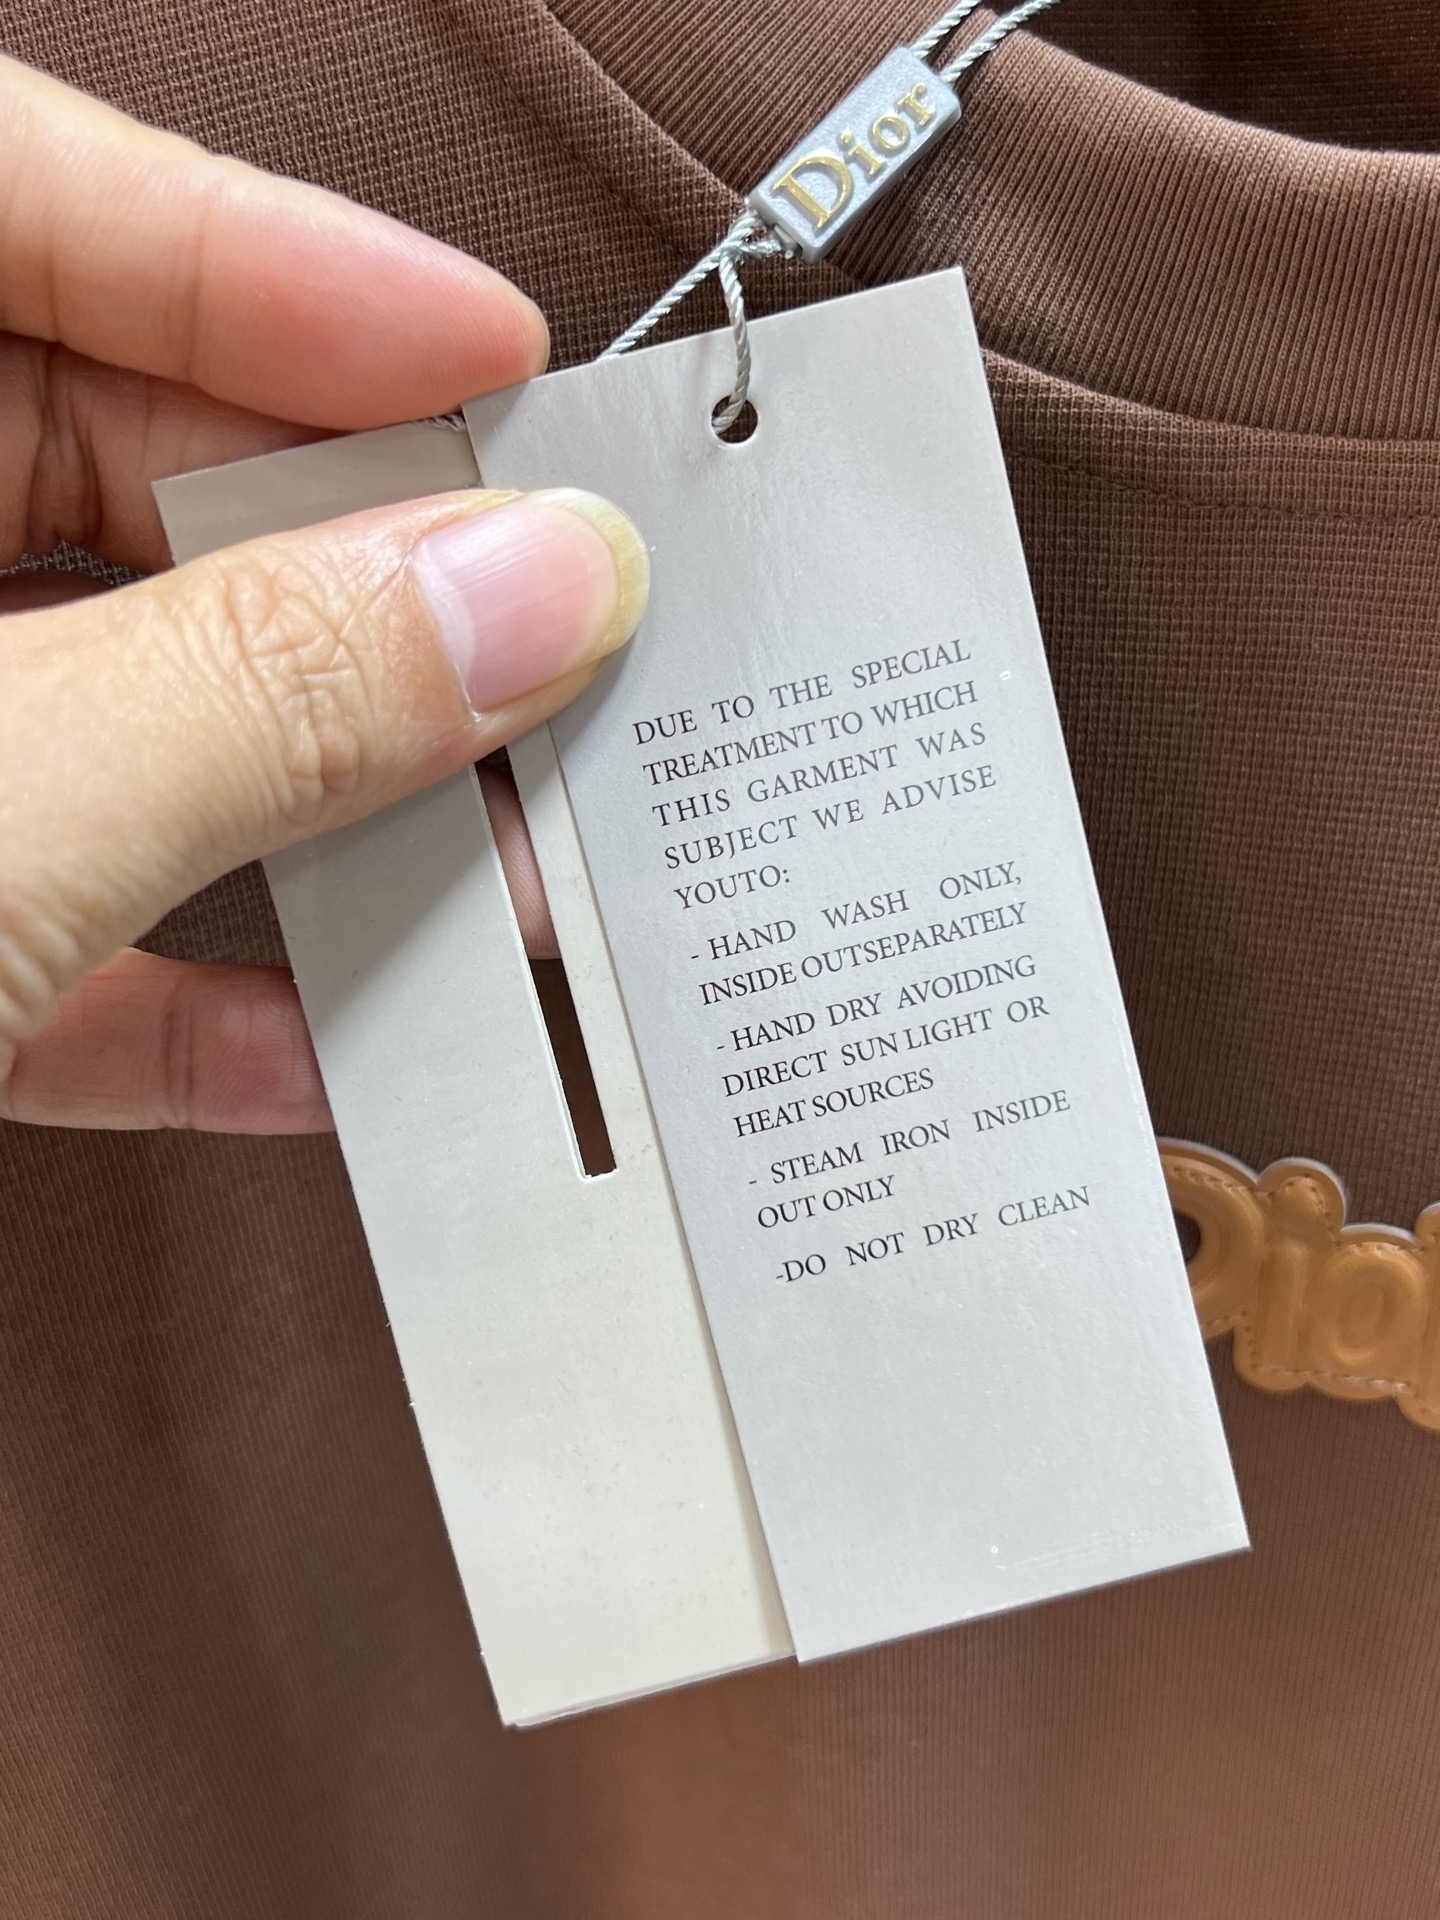 Dior
DUE TO THE SPECIAL
TREATMENT TO WHICH
THIS GARMENT WAS
SUBJECT WE ADVISE
YOUTO:
- HAND WASH ONLY,
INSIDE OUTSEPARATELY
- HAND DRY AVOIDING
DIRECT SUN LIGHT OR
HEAT SOURCES
- STEAM IRON INSIDE
OUT ONLY
-DO NOT DRY CLEAN
Dior